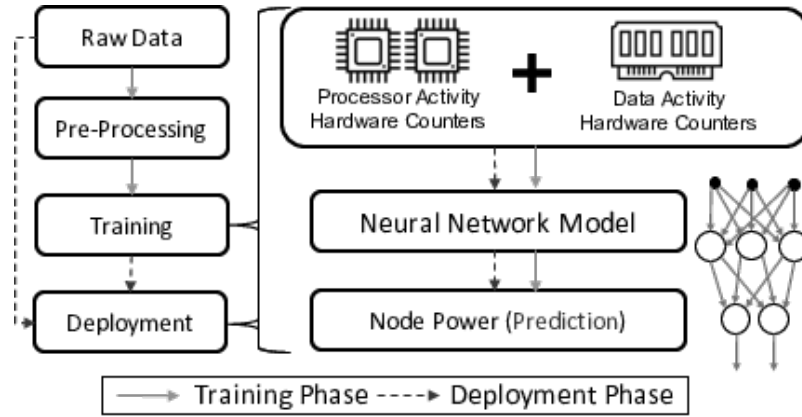 Raw Data
Pre-Processing
Training
Deployment
Processor Activity
Hardware Counters
Data Activity
Hardware Counters
Neural Network Model
Node Power (Prediction)
Training Phase
Deployment Phase